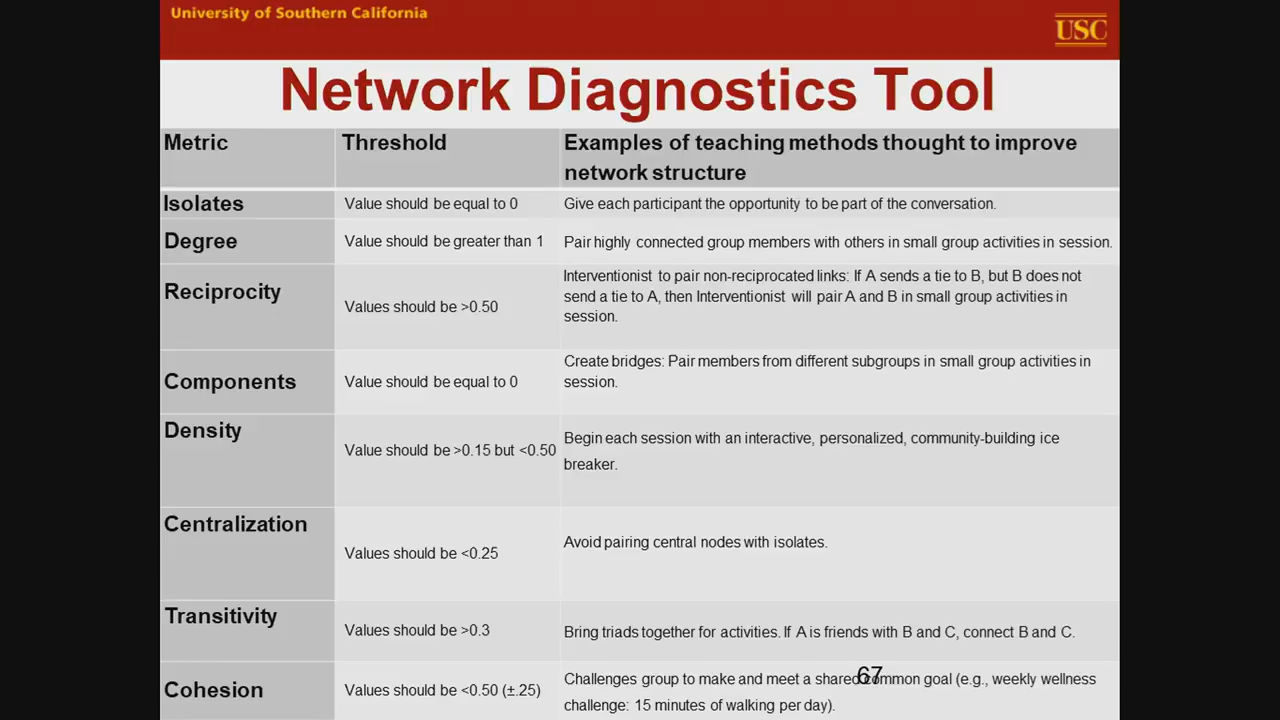 University of Southern California
USC
Network Diagnostics Tool
Metric
Threshold
Examples of teaching methods thought to improve
network structure
Isolates
Value should be equal to 0
Give each participant the opportunity to be part of the conversation.
Degree
Value should be greater than 1
Pair highly connected group members with others in small group activities in session.
Reciprocity
Values should be >0.50
Interventionist to pair non-reciprocated links: If A sends a tie to B, but B does not
send a tie to A, then Interventionist will pair A and B in small group activities in
session.
Components
Value should be equal to 0
Create bridges: Pair members from different subgroups in small group activities in
session.
Density
Value should be >0.15 but <0.50
Begin each session with an interactive, personalized, community-building ice
breaker.
Centralization
Values should be <0.25
Avoid pairing central nodes with isolates.
Transitivity
Values should be >0.3
Bring triads together for activities. If A is friends with B and C, connect B and C.
Cohesion
Values should be <0.50 (±.25)
Challenges group to make and meet a shared common goal (e.g., weekly wellness
challenge: 15 minutes of walking per day).
67